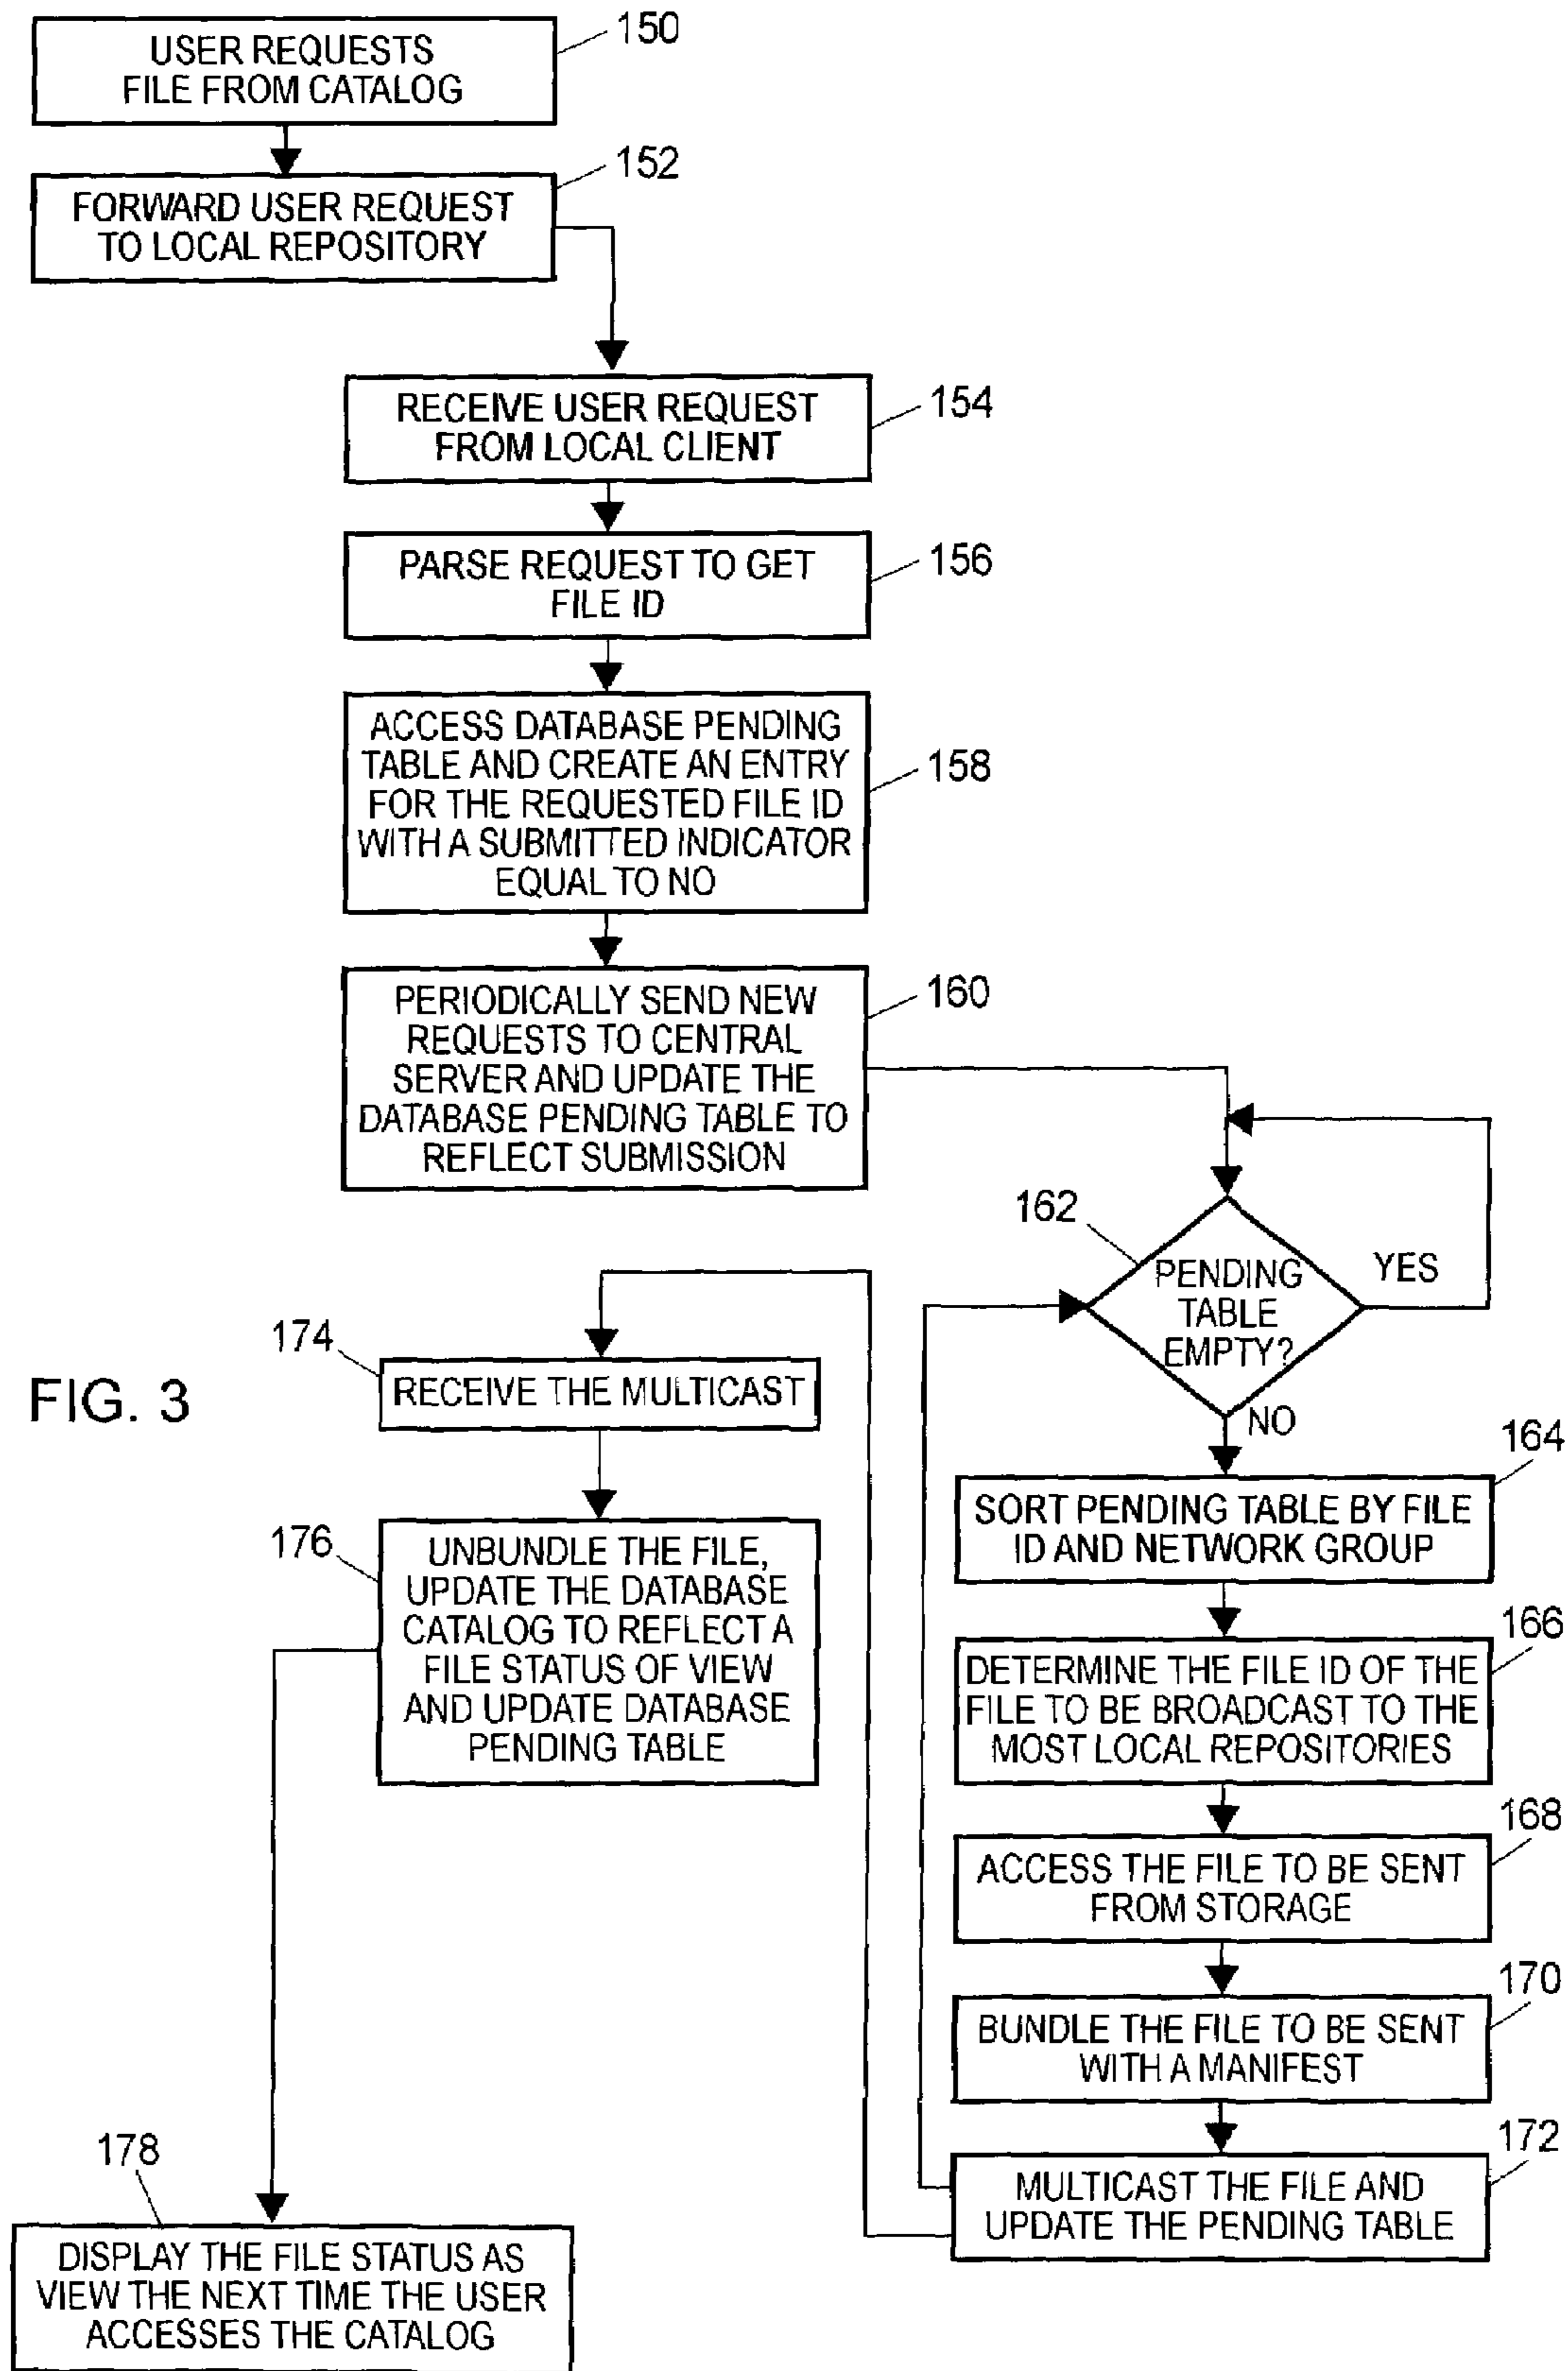 USER REQUESTS
FILE FROM CATALOG
150
FORWARD USER REQUEST
TO LOCAL REPOSITORY
152
RECEIVE USER REQUEST
FROM LOCAL CLIENT
154
PARSE REQUEST TO GET
FILE ID
156
ACCESS DATABASE PENDING
TABLE AND CREATE AN ENTRY
FOR THE REQUESTED FILE ID
WITH A SUBMITTED INDICATOR
EQUAL TO NO
158
PERIODICALLY SEND NEW
REQUESTS TO CENTRAL
SERVER AND UPDATE THE
DATABASE PENDING TABLE TO
REFLECT SUBMISSION
160
162
PENDING
TABLE
EMPTY?
YES
NO
164
SORT PENDING TABLE BY FILE
ID AND NETWORK GROUP
166
DETERMINE THE FILE ID OF THE
FILE TO BE BROADCAST TO THE
MOST LOCAL REPOSITORIES
168
ACCESS THE FILE TO BE SENT
FROM STORAGE
170
BUNDLE THE FILE TO BE SENT
WITH A MANIFEST
172
MULTICAST THE FILE AND
UPDATE THE PENDING TABLE
174
RECEIVE THE MULTICAST
FIG. 3
176
UNBUNDLE THE FILE,
UPDATE THE DATABASE
CATALOG TO REFLECT A
FILE STATUS OF VIEW
AND UPDATE DATABASE
PENDING TABLE
178
DISPLAY THE FILE STATUS AS
VIEW THE NEXT TIME THE USER
ACCESSES THE CATALOG